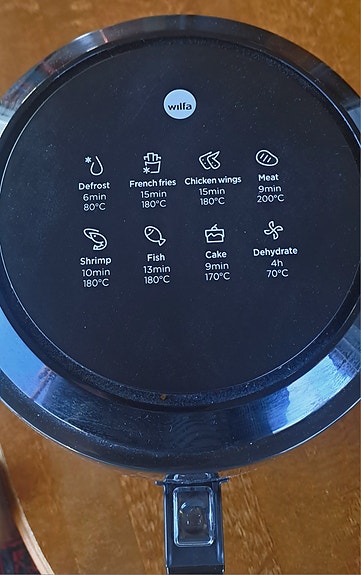 wilfa
Defrost
6min
80°C
French fries
15min
180°C
Chicken wings
15min
180°C
Meat
9min
200°C
Shrimp
10min
180°C
Fish
13min
180°C
Cake
9min
170°C
Dehydrate
4h
70°C